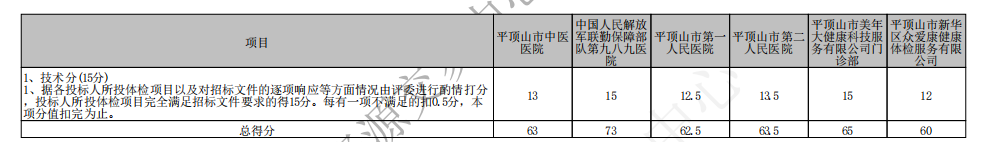 项目
平顶山市中医
医院
中国人民解放
军联勤保障部
队第九八九医
院
平顶山市第一
人民医院
平顶山市第二
人民医院
平顶山市美年
大健康科技服
务有限公司门
诊部
平顶山市新华
区众爱康健康
体检服务有限
公司
1、技术分(15分)
1、据各投标人所投体检项目以及对招标文件的逐项响应等方面情况由评委进行酌情打分
，投标人所投体检项目完全满足招标文件要求的得15分。每有一项不满足的扣0.5分，本
项分值扣完为止。
13
15
12.5
13.5
15
12
总得分
63
73
62.5
63.5
65
60
源交
中心